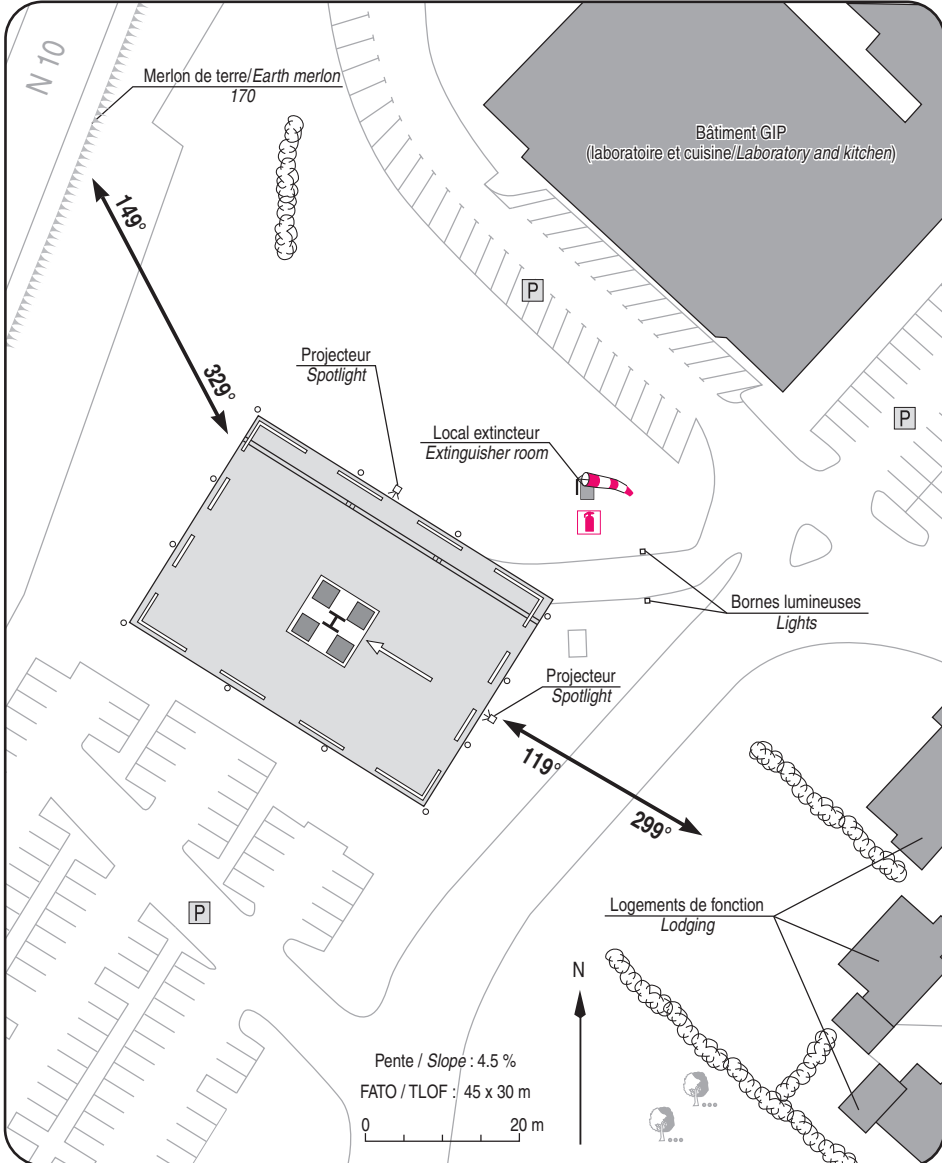 N 10
Merlon de terre/Earth merlon
170
Bâtiment GIP
(laboratoire et cuisine/Laboratory and kitchen)
149°
P
329°
Projecteur
Spotlight
P
Local extincteur
Extinguisher room
H
Bornes lumineuses
Lights
Projecteur
Spotlight
119°
299°
P
Logements de fonction
Lodging
N
Pente / Slope : 4.5 %
FATO / TLOF : 45 x 30 m
0 20 m